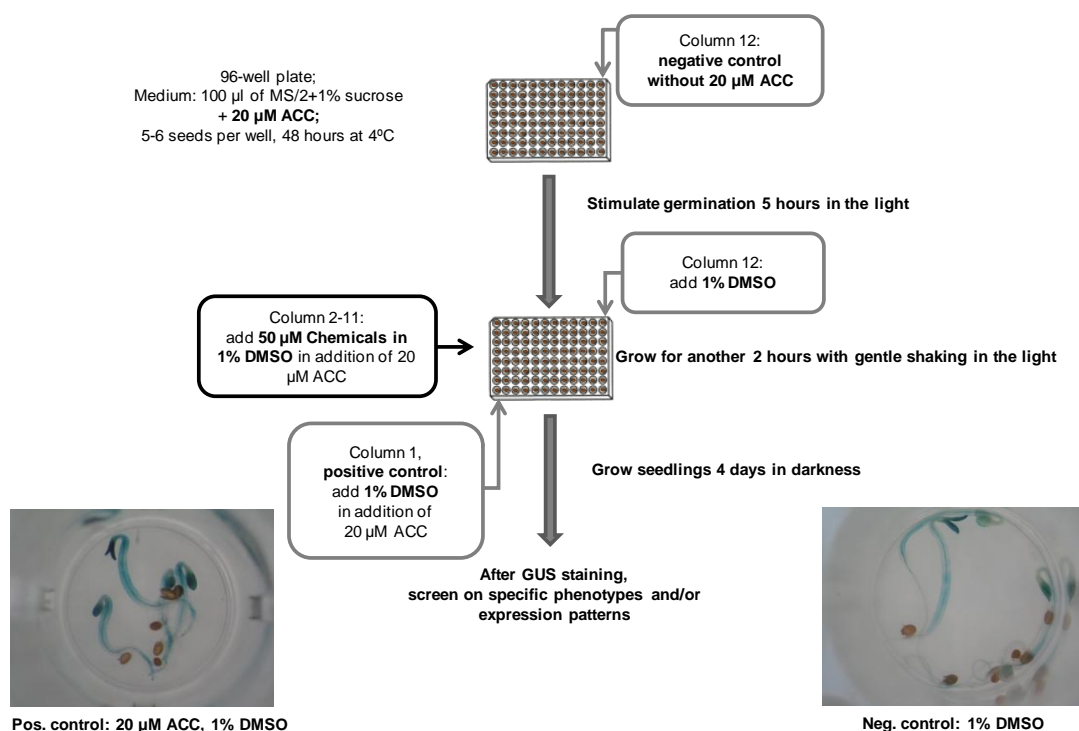 Column 12:
negative control
without 20 µM ACC
96-well plate;
Medium: 100 µl of MS/2+1% sucrose
+ 20 µM ACC;
5-6 seeds per well, 48 hours at 4ºC
Stimulate germination 5 hours in the light
Column 12:
add 1% DMSO
Column 2-11:
add 50 µM Chemicals in
1% DMSO in addition of 20
µM ACC
Grow for another 2 hours with gentle shaking in the light
Column 1,
positive control:
add 1% DMSO
in addition of
20 µM ACC
Grow seedlings 4 days in darkness
After GUS staining,
screen on specific phenotypes and/or
expression patterns
Pos. control: 20 µM ACC, 1% DMSO
Neg. control: 1% DMSO